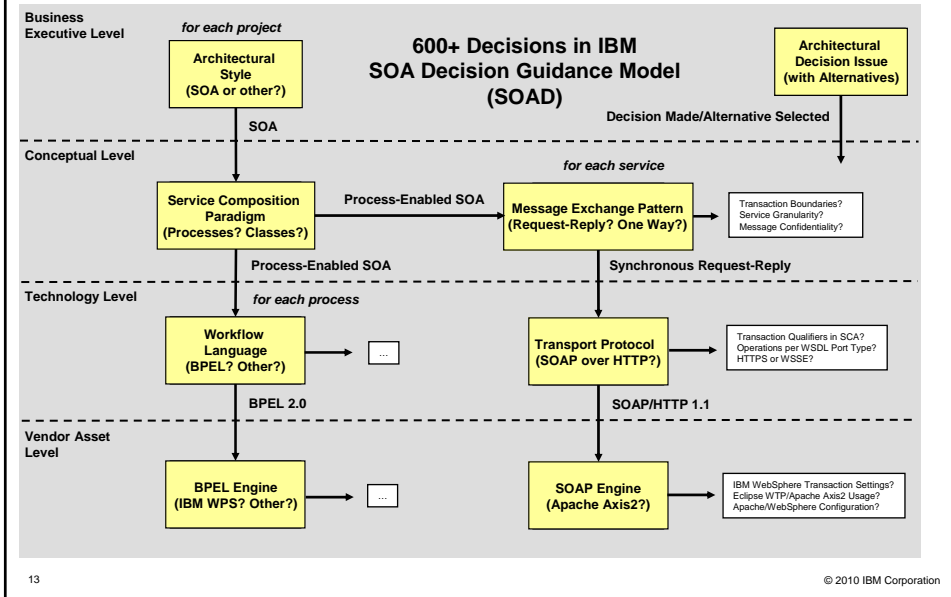 Business
Executive Level
for each project
600+ Decisions in IBM
SOA Decision Guidance Model
(SOAD)
Architectural
Style
(SOA or other?)
Architectural
Decision Issue
(with Alternatives)
SOA
Decision Made/Alternative Selected
Conceptual Level
for each service
Service Composition
Paradigm
(Processes? Classes?)
Process-Enabled SOA
Message Exchange Pattern
(Request-Reply? One Way?)
Transaction Boundaries?
Service Granularity?
Message Confidentiality?
Process-Enabled SOA
Synchronous Request-Reply
Technology Level
for each process
Workflow
Language
(BPEL? Other?)
...
Transport Protocol
(SOAP over HTTP?)
Transaction Qualifiers in SCA?
Operations per WSDL Port Type?
HTTPS or WSSE?
BPEL 2.0
SOAP/HTTP 1.1
Vendor Asset
Level
BPEL Engine
(IBM WPS? Other?)
...
SOAP Engine
(Apache Axis2?)
IBM WebSphere Transaction Settings?
Eclipse WTP/Apache Axis2 Usage?
Apache/WebSphere Configuration?
13
© 2010 IBM Corporation